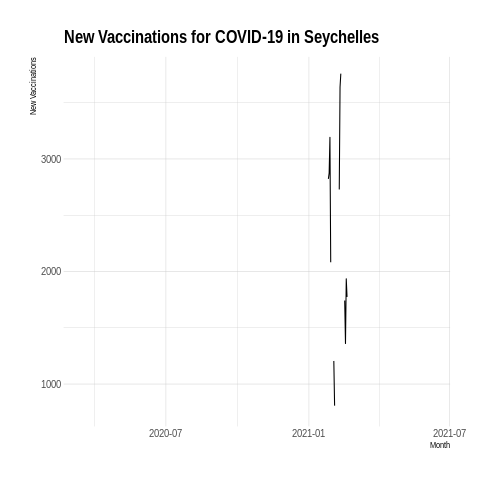 New Vaccinations for COVID-19 in Seychelles
New Vaccinations
3000
2000
1000
2020-07 2021-01 2021-07
Month